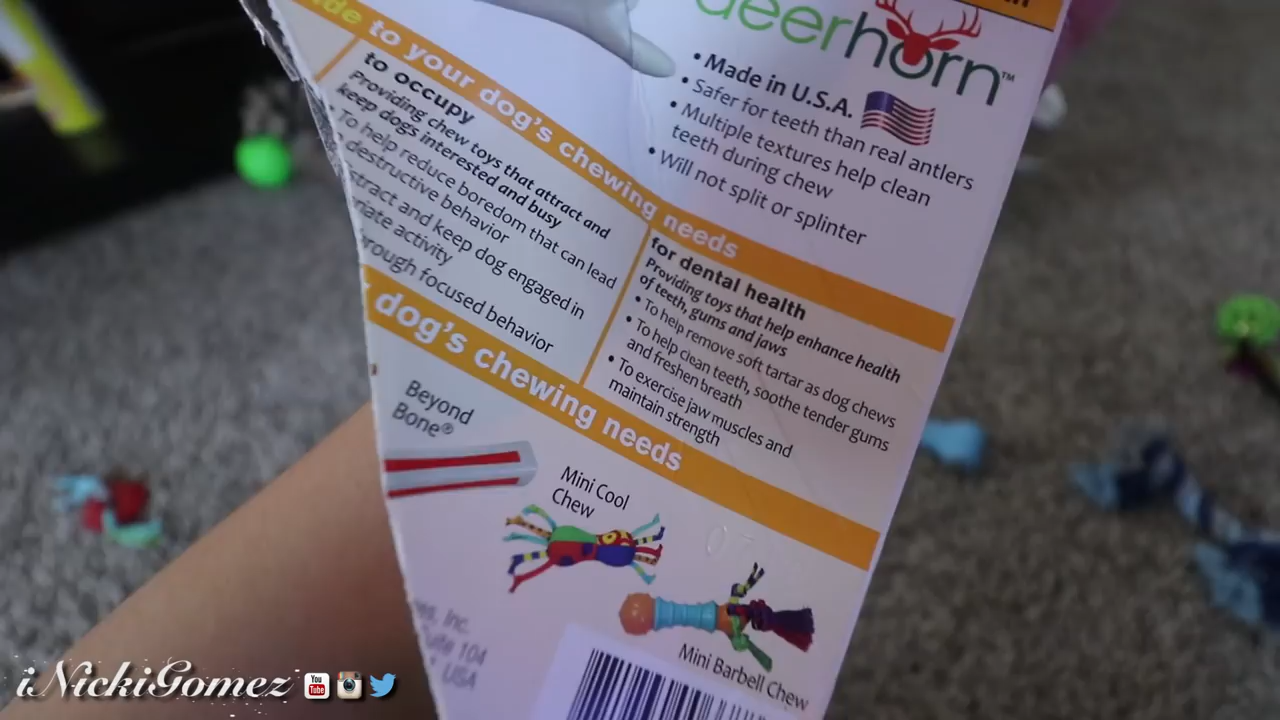 deerhorn™
• Made in U.S.A.
• Safer for teeth than real antlers
• Multiple textures help clean
teeth during chew
• Will not split or splinter
to your dog's chewing needs
to occupy
Providing chew toys that attract and
keep dogs interested and busy
To help reduce boredom that can lead
destructive behavior
and keep dog engaged in
activity
focused behavior
for dental health
Providing toys that help enhance health
of teeth, gums and jaws
• To help remove soft tartar as dog chews
• To help clean teeth, soothe tender gums
and freshen breath
• To exercise jaw muscles and
maintain strength
dog's chewing needs
Beyond
Bone®
Mini Cool
Chew
Mini Barbell Chew
Inc.
104
USA
iNickiGomez
You
Tube